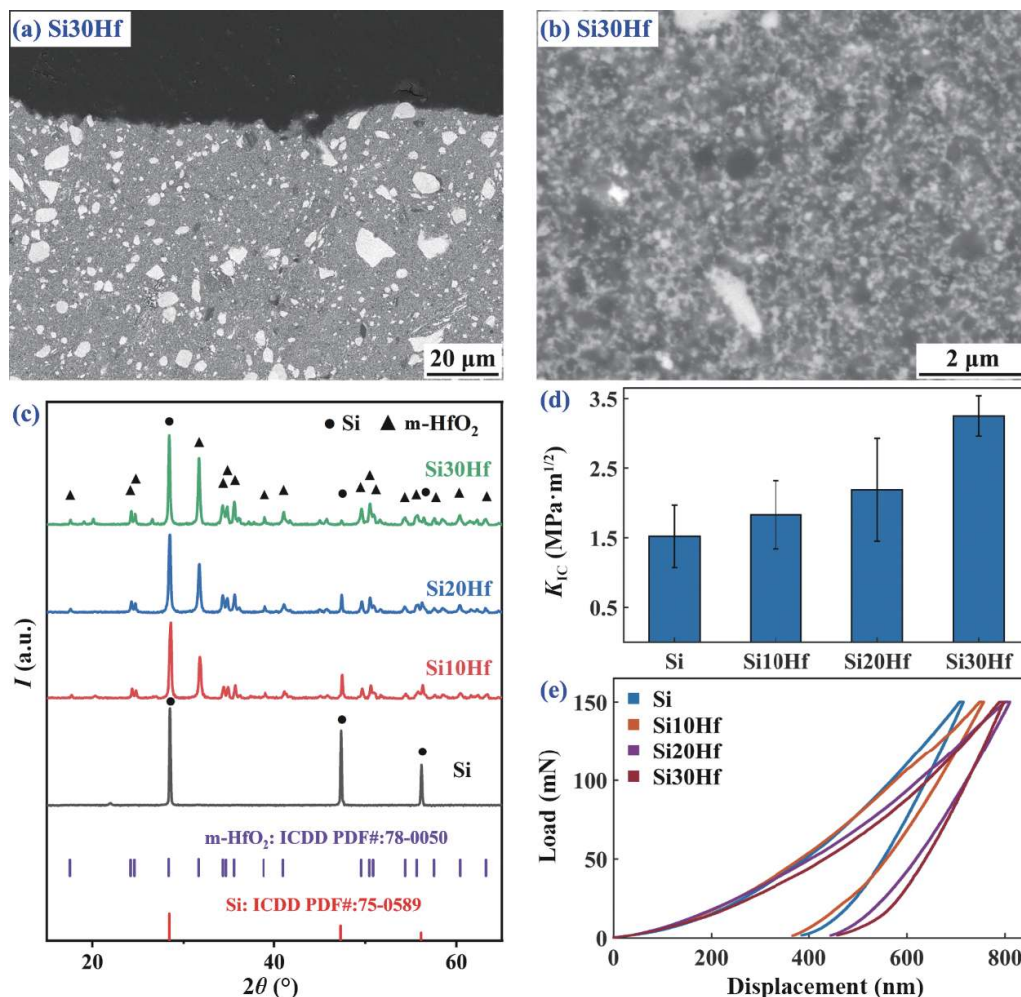 (a) Si30Hf
20 μm
(b) Si30Hf
2 μm
(c)
● Si ▲ m-HfO₂
Si30Hf
Si20Hf
Si10Hf
Si
m-HfO₂: ICDD PDF#:78-0050
Si: ICDD PDF#:75-0589
I (a.u.)
20 40 60
2θ (°)
(d)
3.5
2.5
1.5
0.5
K_IC (MPa·m^1/2)
Si Si10Hf Si20Hf Si30Hf
(e)
Si
Si10Hf
Si20Hf
Si30Hf
150
100
50
0
Load (mN)
0 200 400 600 800
Displacement (nm)